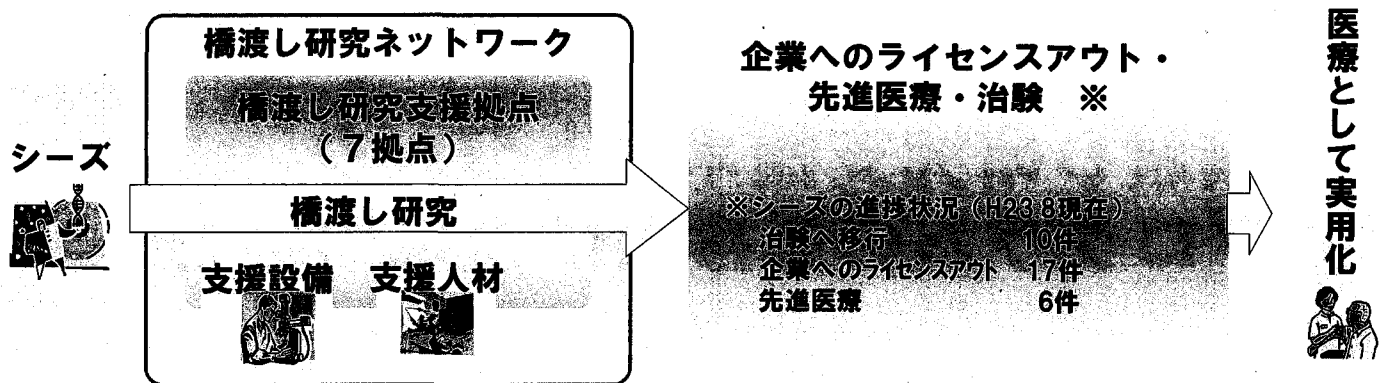 シーズ
橋渡し研究ネットワーク
橋渡し研究支援拠点
（７拠点）
橋渡し研究
支援設備　支援人材
企業へのライセンスアウト・
先進医療・治験　※
※シーズの進捗状況（H23.8現在）
治験へ移行　10件
企業へのライセンスアウト　17件
先進医療　6件
医療として実用化